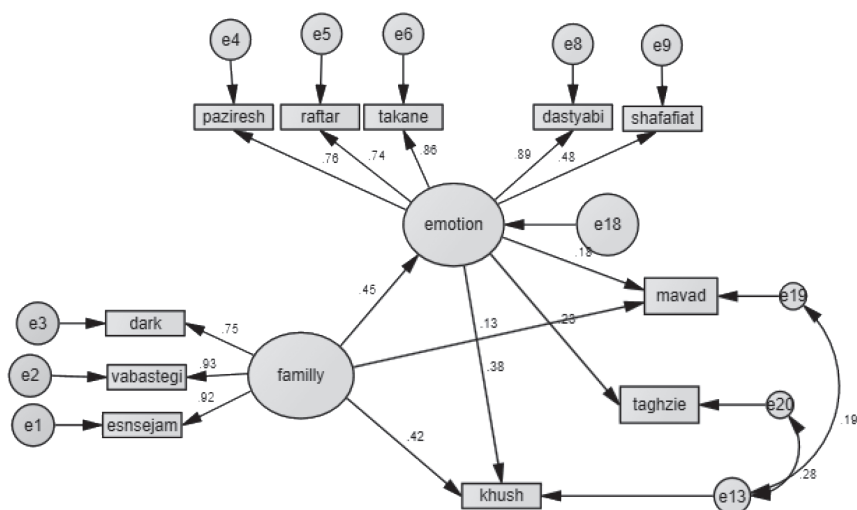 e4
e5
e6
e8
e9
paziresh
raftar
takane
dastyabi
shafafiat
.76
.74
.86
.89
.48
emotion
e18
.18
mavad
e19
.45
.13
.23
e3
dark
.75
e2
vabastegi
.93
familly
.38
taghzie
e20
e1
esnsejam
.92
.42
.19
.28
khush
e13